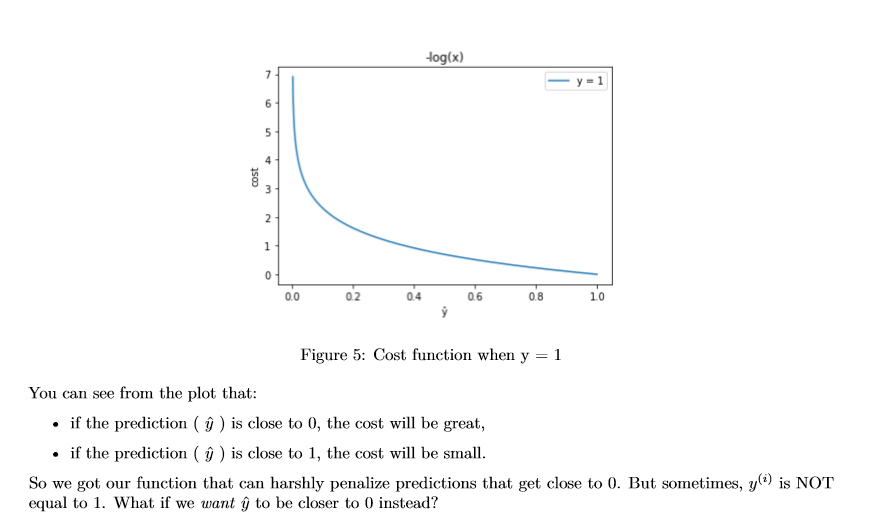 -log(x)
y = 1
7
6
5
4
3
2
1
0
cost
0.0 0.2 0.4 0.6 0.8 1.0
ŷ
Figure 5: Cost function when y = 1
You can see from the plot that:
• if the prediction ( ŷ ) is close to 0, the cost will be great,
• if the prediction ( ŷ ) is close to 1, the cost will be small.
So we got our function that can harshly penalize predictions that get close to 0. But sometimes, y⁽ⁱ⁾ is NOT
equal to 1. What if we want ŷ to be closer to 0 instead?